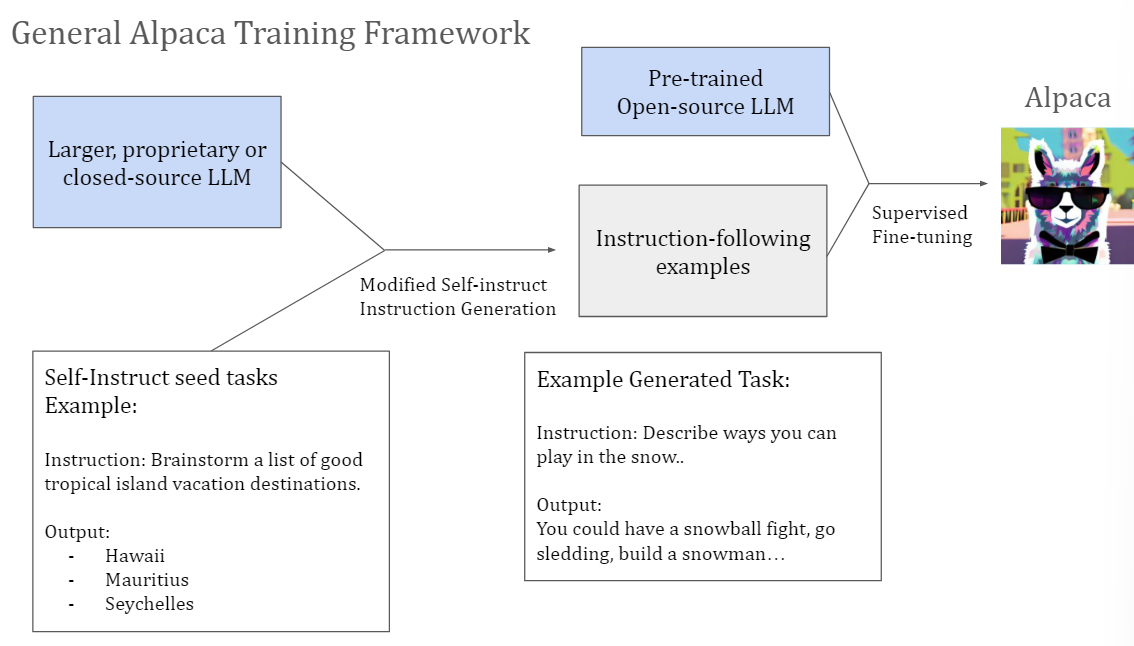 General Alpaca Training Framework
Larger, proprietary or
closed-source LLM
Pre-trained
Open-source LLM
Alpaca
Instruction-following
examples
Supervised
Fine-tuning
Modified Self-instruct
Instruction Generation
Self-Instruct seed tasks
Example:
Instruction: Brainstorm a list of good
tropical island vacation destinations.
Output:
- Hawaii
- Mauritius
- Seychelles
Example Generated Task:
Instruction: Describe ways you can
play in the snow..
Output:
You could have a snowball fight, go
sledding, build a snowman…